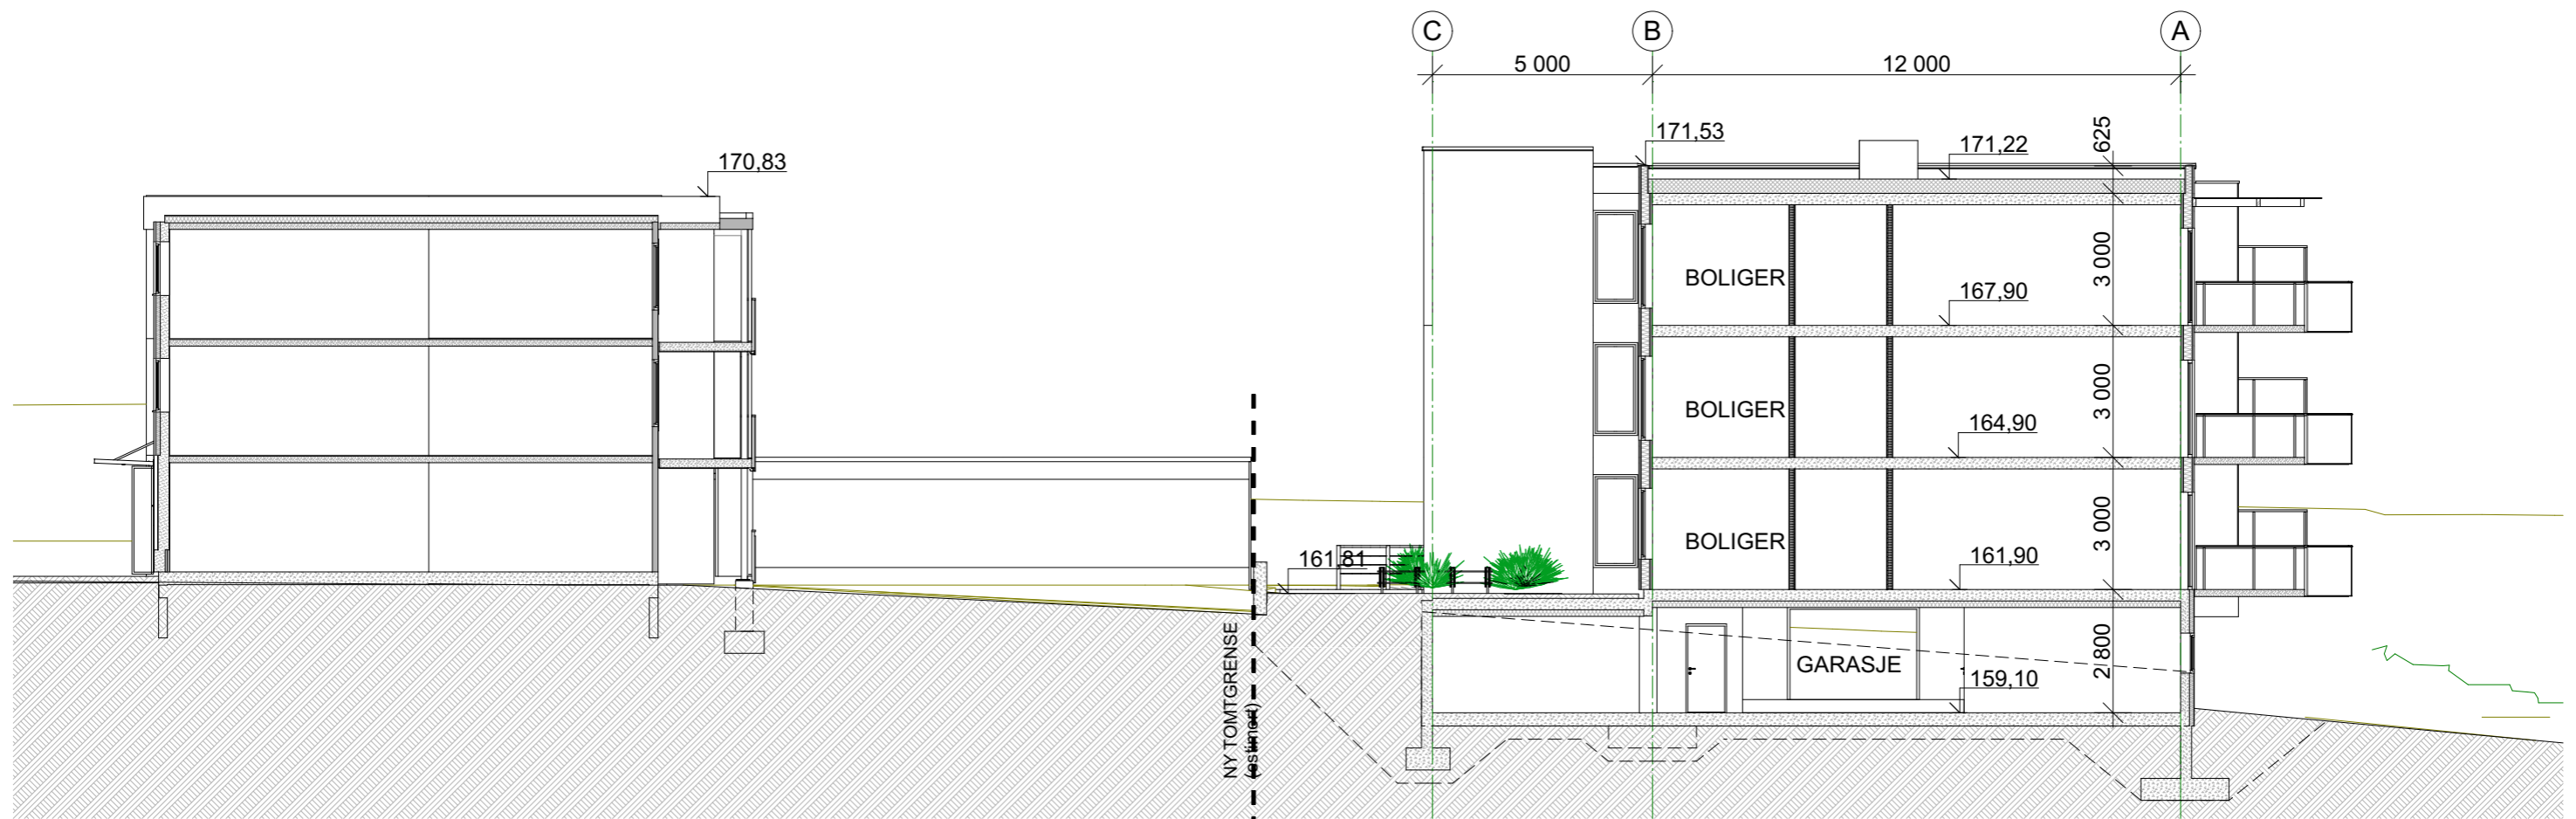 C
B
A
5 000
12 000
171,53
171,22
625
170,83
BOLIGER
167,90
3 000
BOLIGER
164,90
3 000
BOLIGER
161,90
3 000
161,81
GARASJE
159,10
2 800
NY TOMTGRENSE
(estimert)